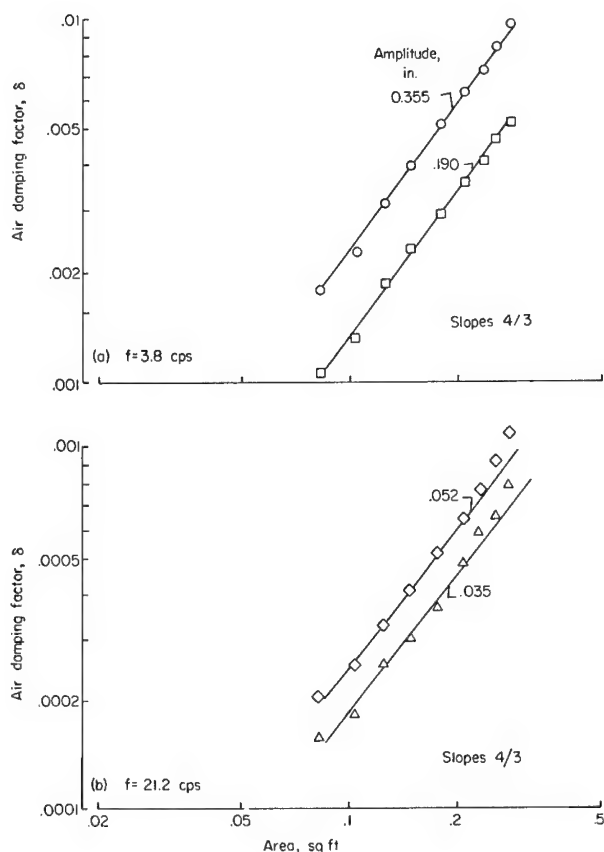 .01
.005
.002
.001
Air damping factor, δ
Amplitude,
in.
0.355
.190
Slopes 4/3
(a) f=3.8 cps
.001
.0005
.0002
.0001
Air damping factor, δ
.052
.035
Slopes 4/3
(b) f=21.2 cps
.02
.05
.1
.2
.5
Area, sq ft